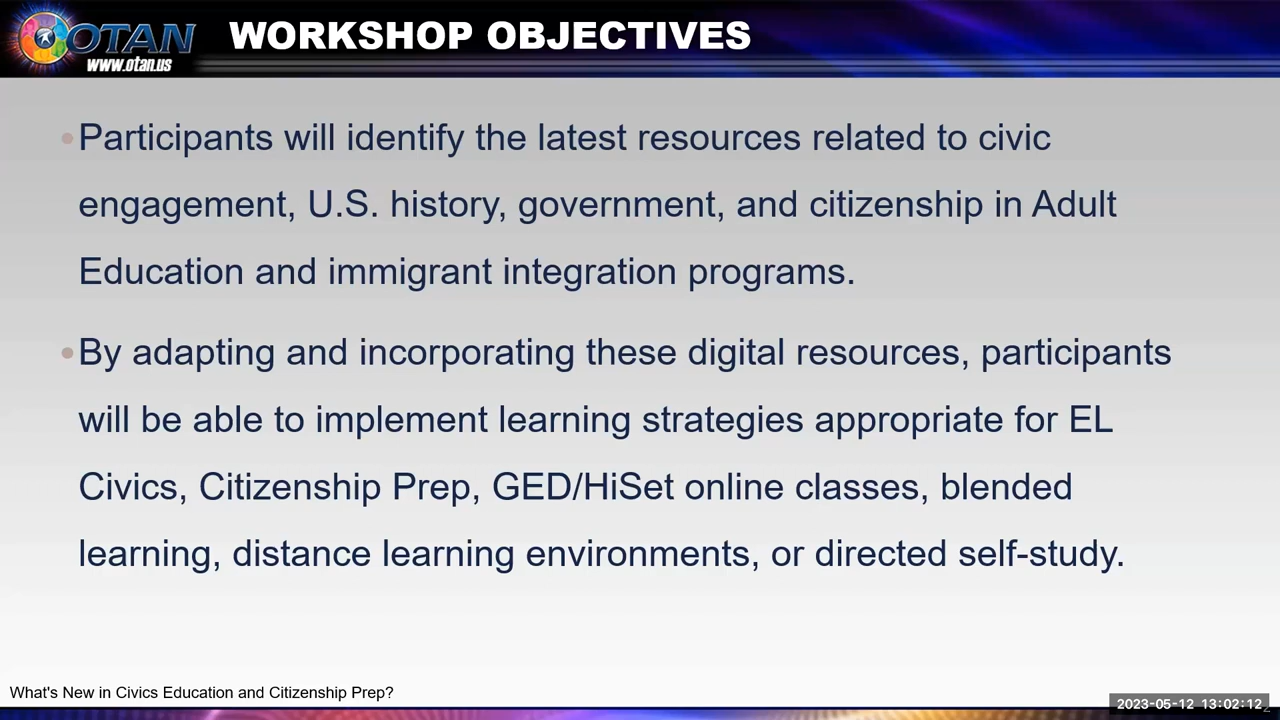 OTAN
www.otan.us
WORKSHOP OBJECTIVES
•Participants will identify the latest resources related to civic
engagement, U.S. history, government, and citizenship in Adult
Education and immigrant integration programs.
•By adapting and incorporating these digital resources, participants
will be able to implement learning strategies appropriate for EL
Civics, Citizenship Prep, GED/HiSet online classes, blended
learning, distance learning environments, or directed self-study.
What's New in Civics Education and Citizenship Prep?
2023-05-12 13:02:12